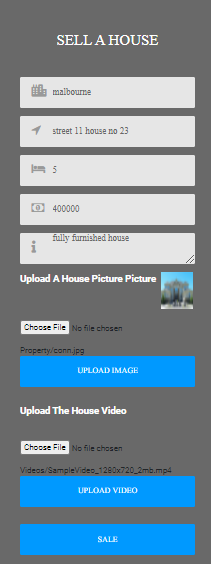 SELL A HOUSE
malbourne
street 11 house no 23
5
400000
fully furnished house
Upload A House Picture Picture
Choose File No file chosen
Property/conn.jpg
UPLOAD IMAGE
Upload The House Video
Choose File No file chosen
Videos/SampleVideo_1280x720_2mb.mp4
UPLOAD VIDEO
SALE